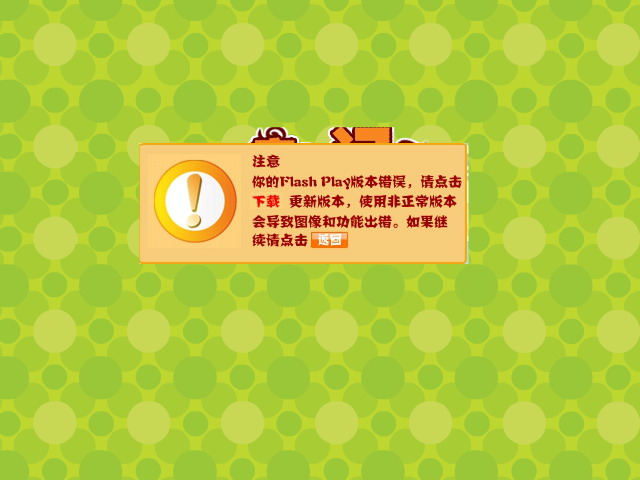 注意
你的Flash Play版本错误，请点击
下载 更新版本，使用非正常版本
会导致图像和功能出错。如果继
续请点击 返回